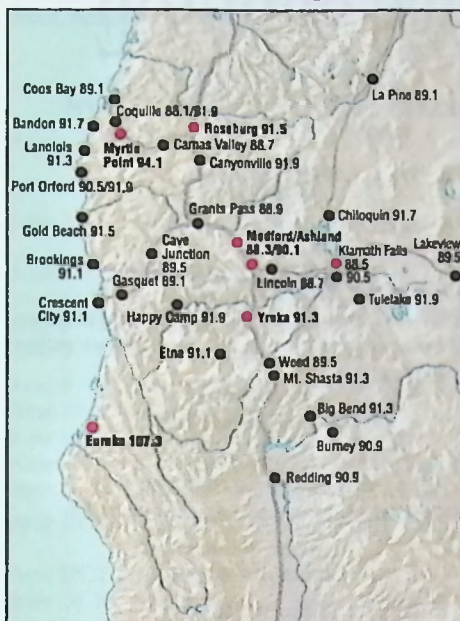 Coos Bay 89.1
La Pine 89.1
Coquille 88.1/91.9
Bandon 91.7
Roseburg 91.5
Langlois
91.3
Myrtle
Point 94.1
Camas Valley 88.7
Canyonville 91.9
Port Orford 90.5/91.9
Grants Pass 88.9
Gold Beach 91.5
Chiloquin 91.7
Cave
Junction
89.5
Medford/Ashland
88.3/90.1
Klamath Falls
88.5
90.5
Lakeview
89.5
Brookings
91.1
Gasquet 89.1
Lincoln 88.7
Crescent
City 91.1
Happy Camp 91.9
Yreka 91.3
Tulelake 91.9
Etna 91.1
Weed 89.5
Mt. Shasta 91.3
Big Bend 91.3
Burney 90.9
Eureka 107.3
Redding 90.9